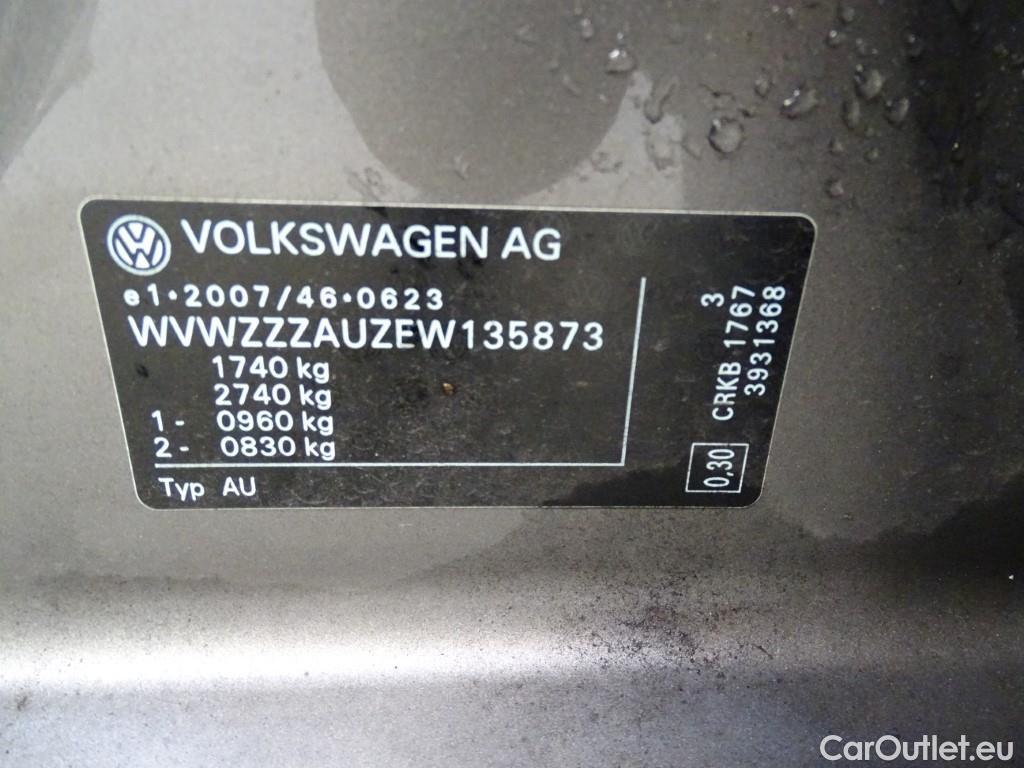 VOLKSWAGEN AG
e1*2007/46*0623
WVWZZZAUZEW135873
1740 kg
2740 kg
1- 0960 kg
2- 0830 kg
Typ AU
3
CRKB 1767
3931368
0,30
CarOutlet.eu